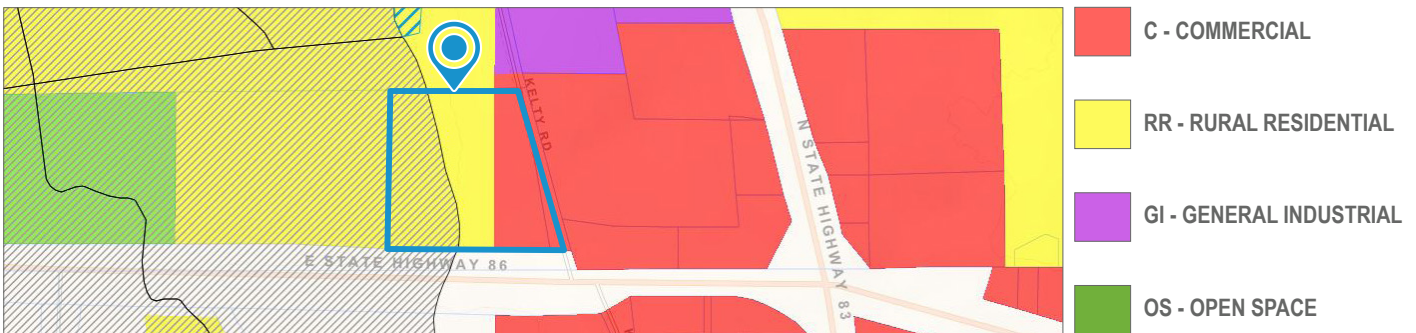 C - COMMERCIAL
KELTY RD
RR - RURAL RESIDENTIAL
N STATE HIGHWAY 83
GI - GENERAL INDUSTRIAL
E STATE HIGHWAY 86
OS - OPEN SPACE